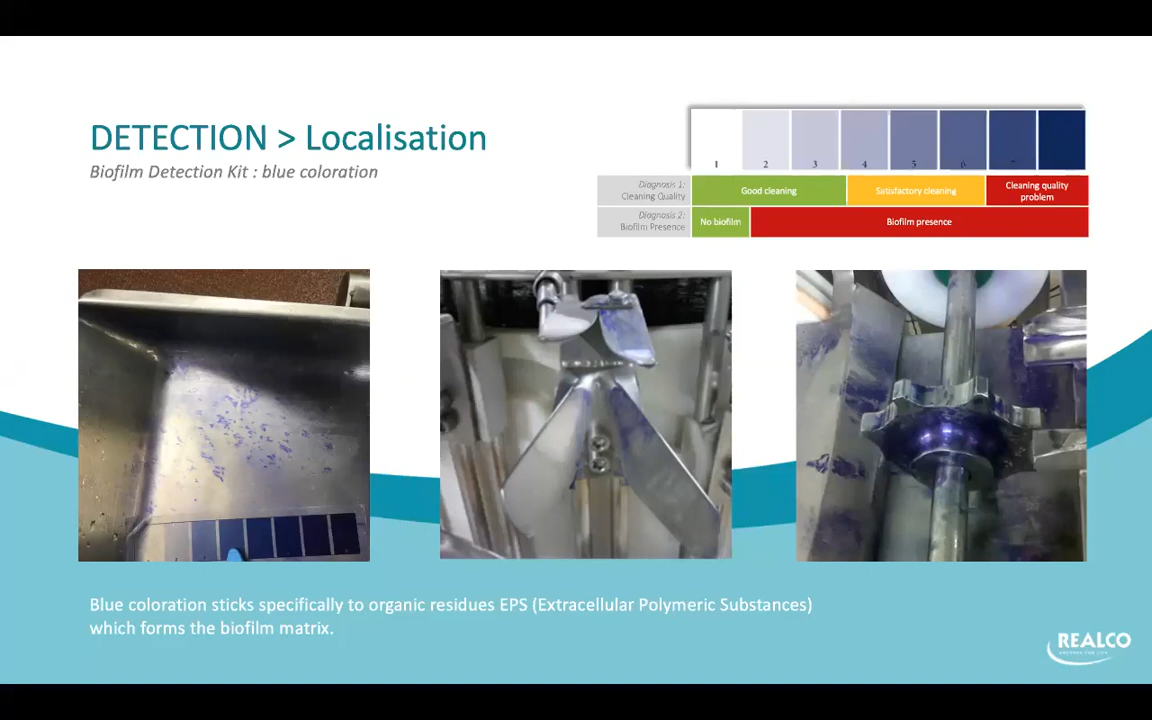 DETECTION > Localisation
Biofilm Detection Kit : blue coloration
1 2 3 4 5 6 7
Diagnosis 1:
Cleaning Quality
Good cleaning
Satisfactory cleaning
Cleaning quality
problem
Diagnosis 2:
Biofilm Presence
No biofilm
Biofilm presence
Blue coloration sticks specifically to organic residues EPS (Extracellular Polymeric Substances)
which forms the biofilm matrix.
REALCO